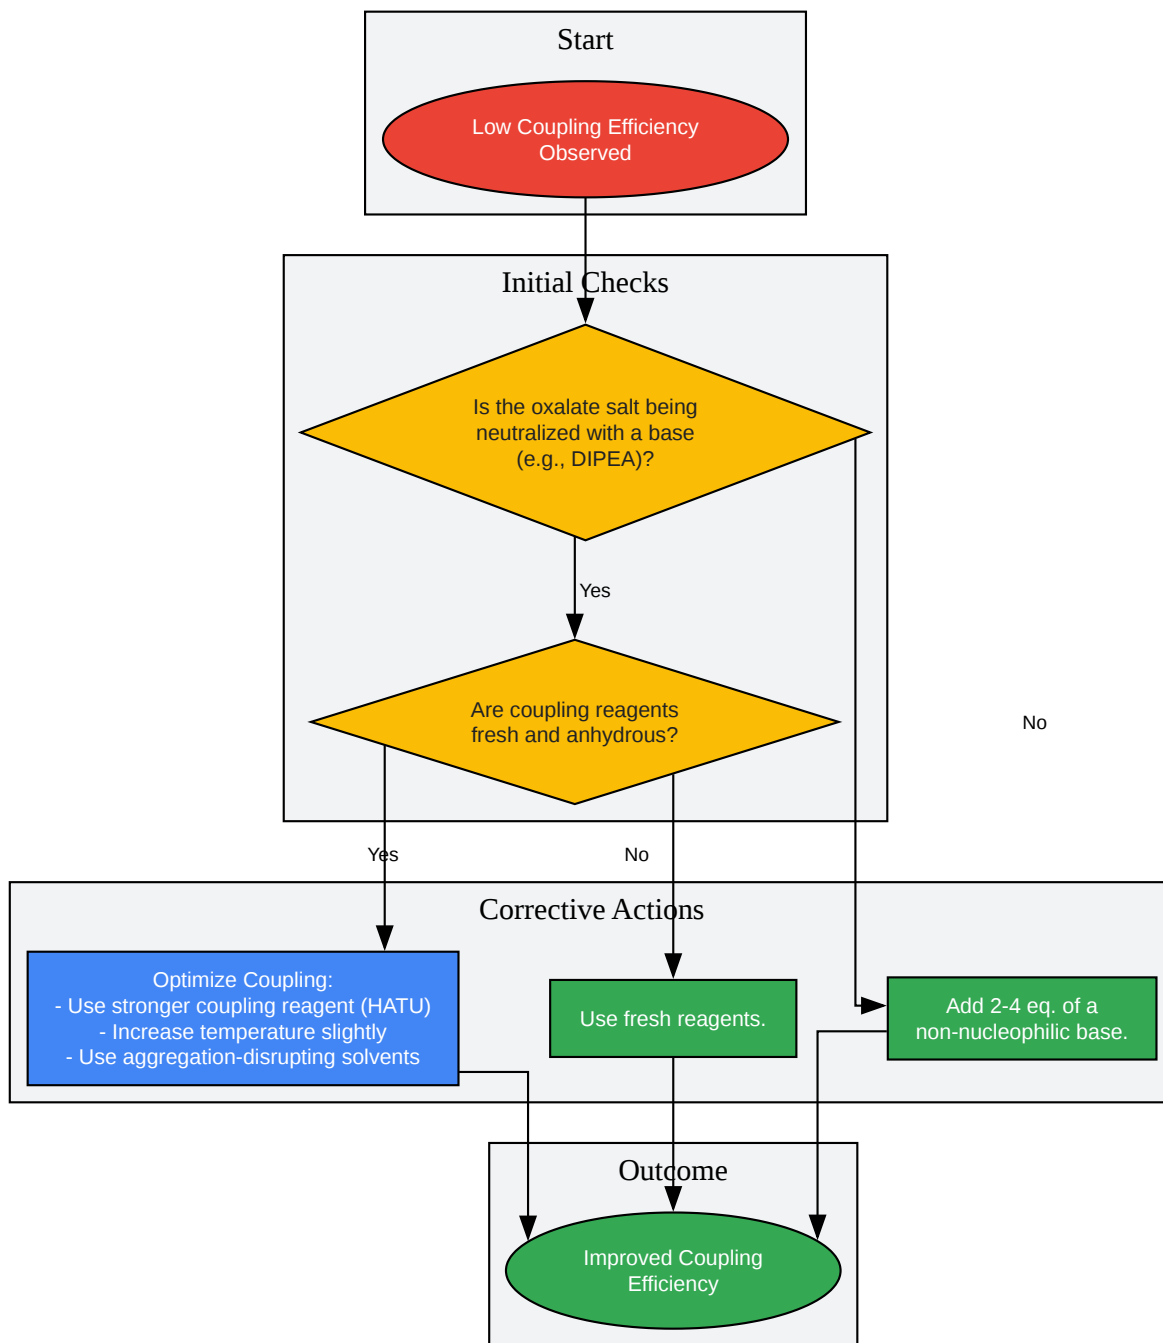 Start
Low Coupling Efficiency
Observed
Initial Checks
Is the oxalate salt being
neutralized with a base
(e.g., DIPEA)?
Yes
Are coupling reagents
fresh and anhydrous?
No
Yes
No
Corrective Actions
Optimize Coupling:
- Use stronger coupling reagent (HATU)
- Increase temperature slightly
- Use aggregation-disrupting solvents
Use fresh reagents.
Add 2-4 eq. of a
non-nucleophilic base.
Outcome
Improved Coupling
Efficiency